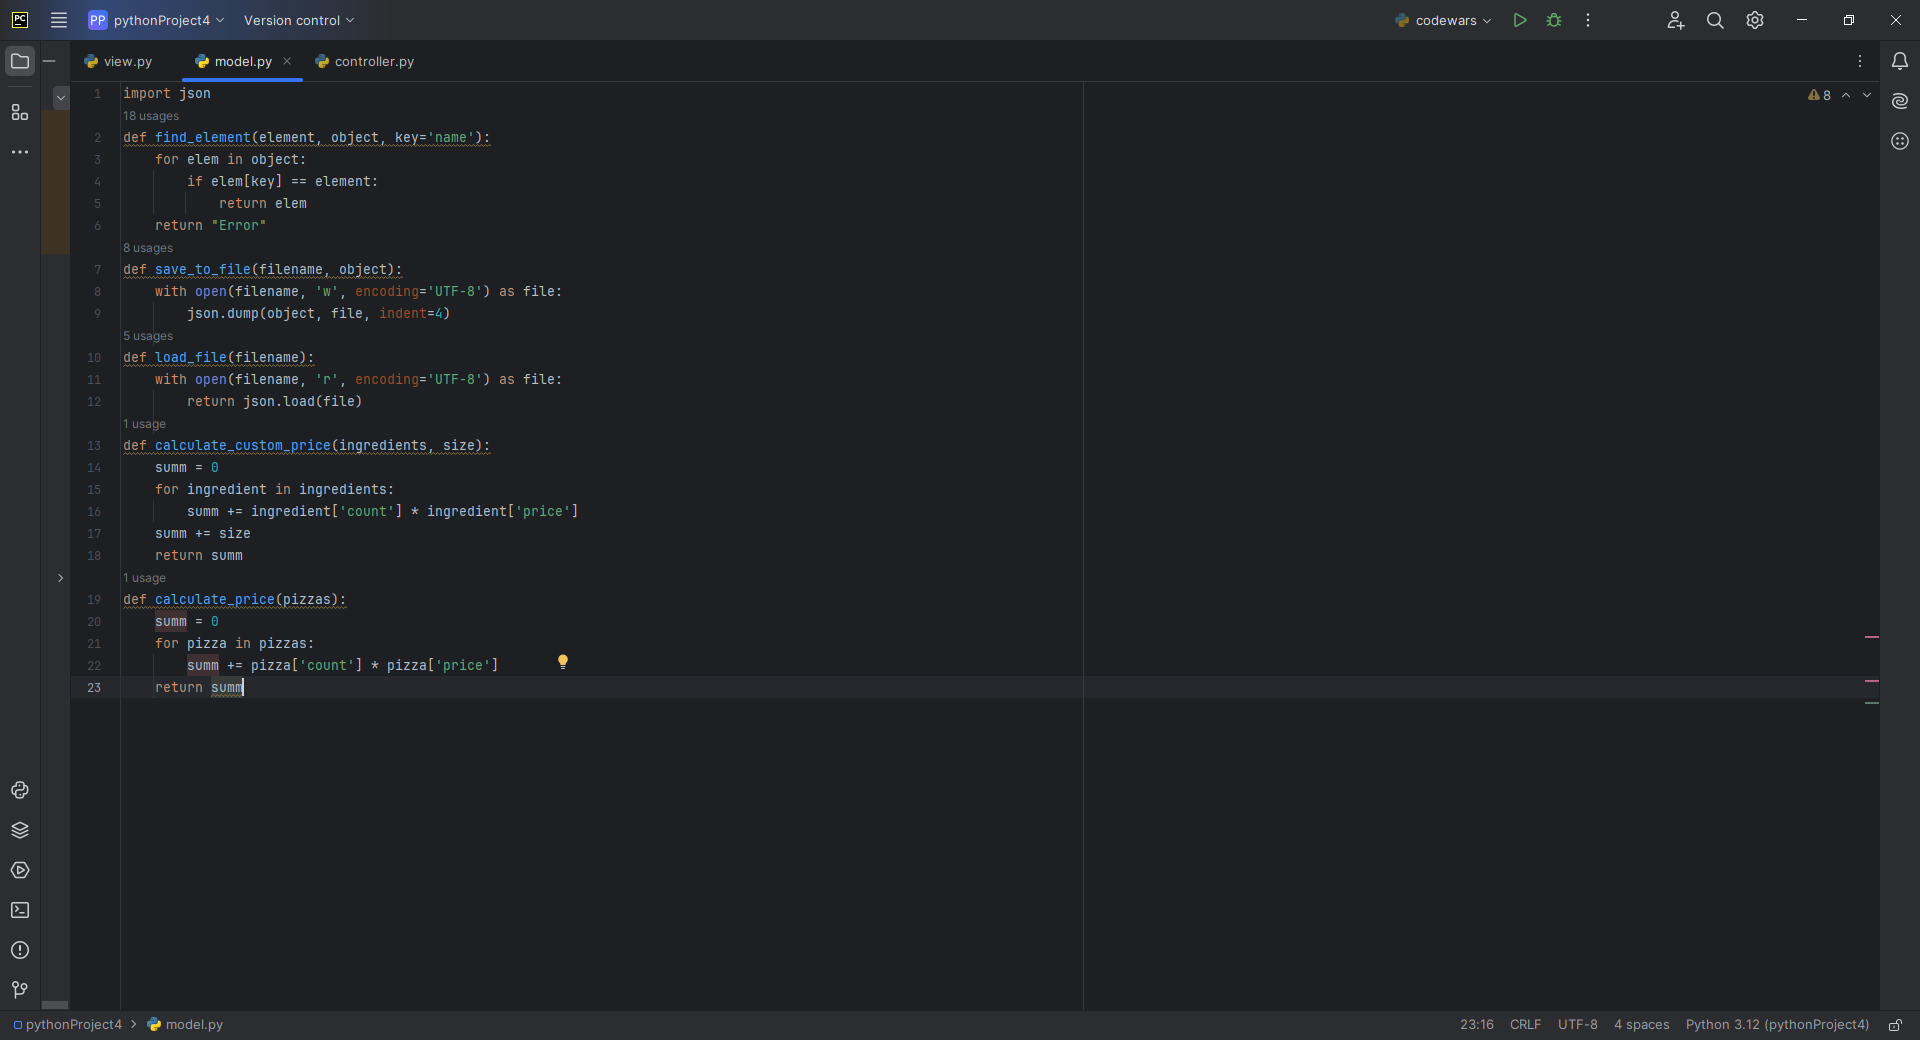 PC PP pythonProject4 Version control codewars
view.py model.py controller.py
8
1 import json
18 usages
2 def find_element(element, object, key='name'):
3     for elem in object:
4         if elem[key] == element:
5             return elem
6     return "Error"
8 usages
7 def save_to_file(filename, object):
8     with open(filename, 'w', encoding='UTF-8') as file:
9         json.dump(object, file, indent=4)
5 usages
10 def load_file(filename):
11     with open(filename, 'r', encoding='UTF-8') as file:
12         return json.load(file)
1 usage
13 def calculate_custom_price(ingredients, size):
14     summ = 0
15     for ingredient in ingredients:
16         summ += ingredient['count'] * ingredient['price']
17     summ += size
18     return summ
1 usage
19 def calculate_price(pizzas):
20     summ = 0
21     for pizza in pizzas:
22         summ += pizza['count'] * pizza['price']
23     return summ
pythonProject4 > model.py 23:16 CRLF UTF-8 4 spaces Python 3.12 (pythonProject4)